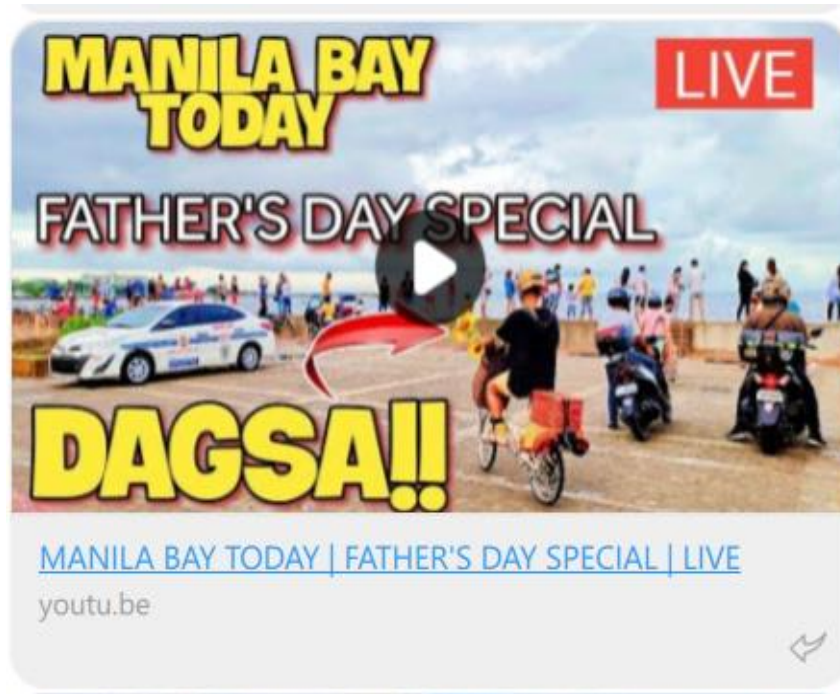 MANILA BAY
TODAY
LIVE
FATHER'S DAY SPECIAL
DAGSA!!
MANILA BAY TODAY | FATHER'S DAY SPECIAL | LIVE
youtu.be